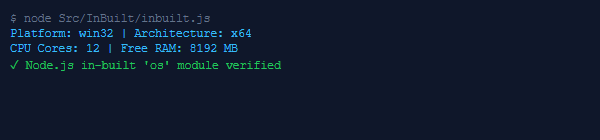 $ node Src/InBuilt/inbuilt.js
Platform: win32 | Architecture: x64
CPU Cores: 12 | Free RAM: 8192 MB
✓ Node.js in-built 'os' module verified